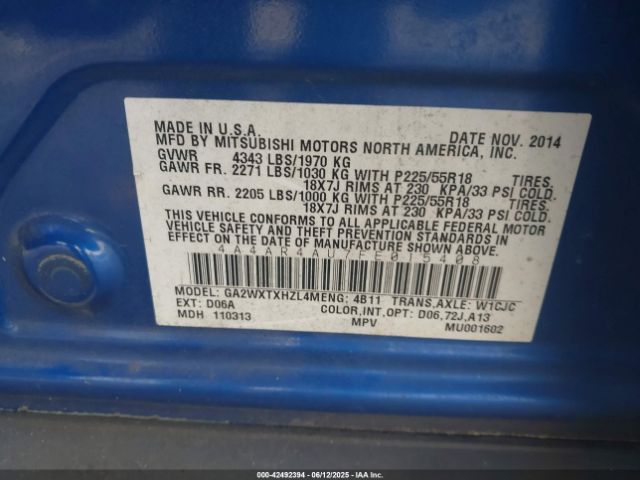 MADE IN U.S.A. DATE NOV. 2014
MFD BY MITSUBISHI MOTORS NORTH AMERICA, INC.
GVWR 4343 LBS/1970 KG
GAWR FR. 2271 LBS/1030 KG WITH P225/55R18 TIRES,
18X7J RIMS AT 230 KPA/33 PSI COLD.
GAWR RR. 2205 LBS/1000 KG WITH P225/55R18 TIRES,
18X7J RIMS AT 230 KPA/33 PSI COLD.
THIS VEHICLE CONFORMS TO ALL APPLICABLE FEDERAL MOTOR
VEHICLE SAFETY AND THEFT PREVENTION STANDARDS IN
EFFECT ON THE DATE OF MANUFACTURE SHOWN ABOVE.
4A4AR4AU7FE015408
MODEL: GA2WXTXHZL4MENG; 4B11 TRANS,AXLE: W1CJC
EXT: D06A COLOR,INT,OPT: D06,72J,A13
MDH 110313 MPV MU001602
000-42492394 - 06/12/2025 - IAA Inc.